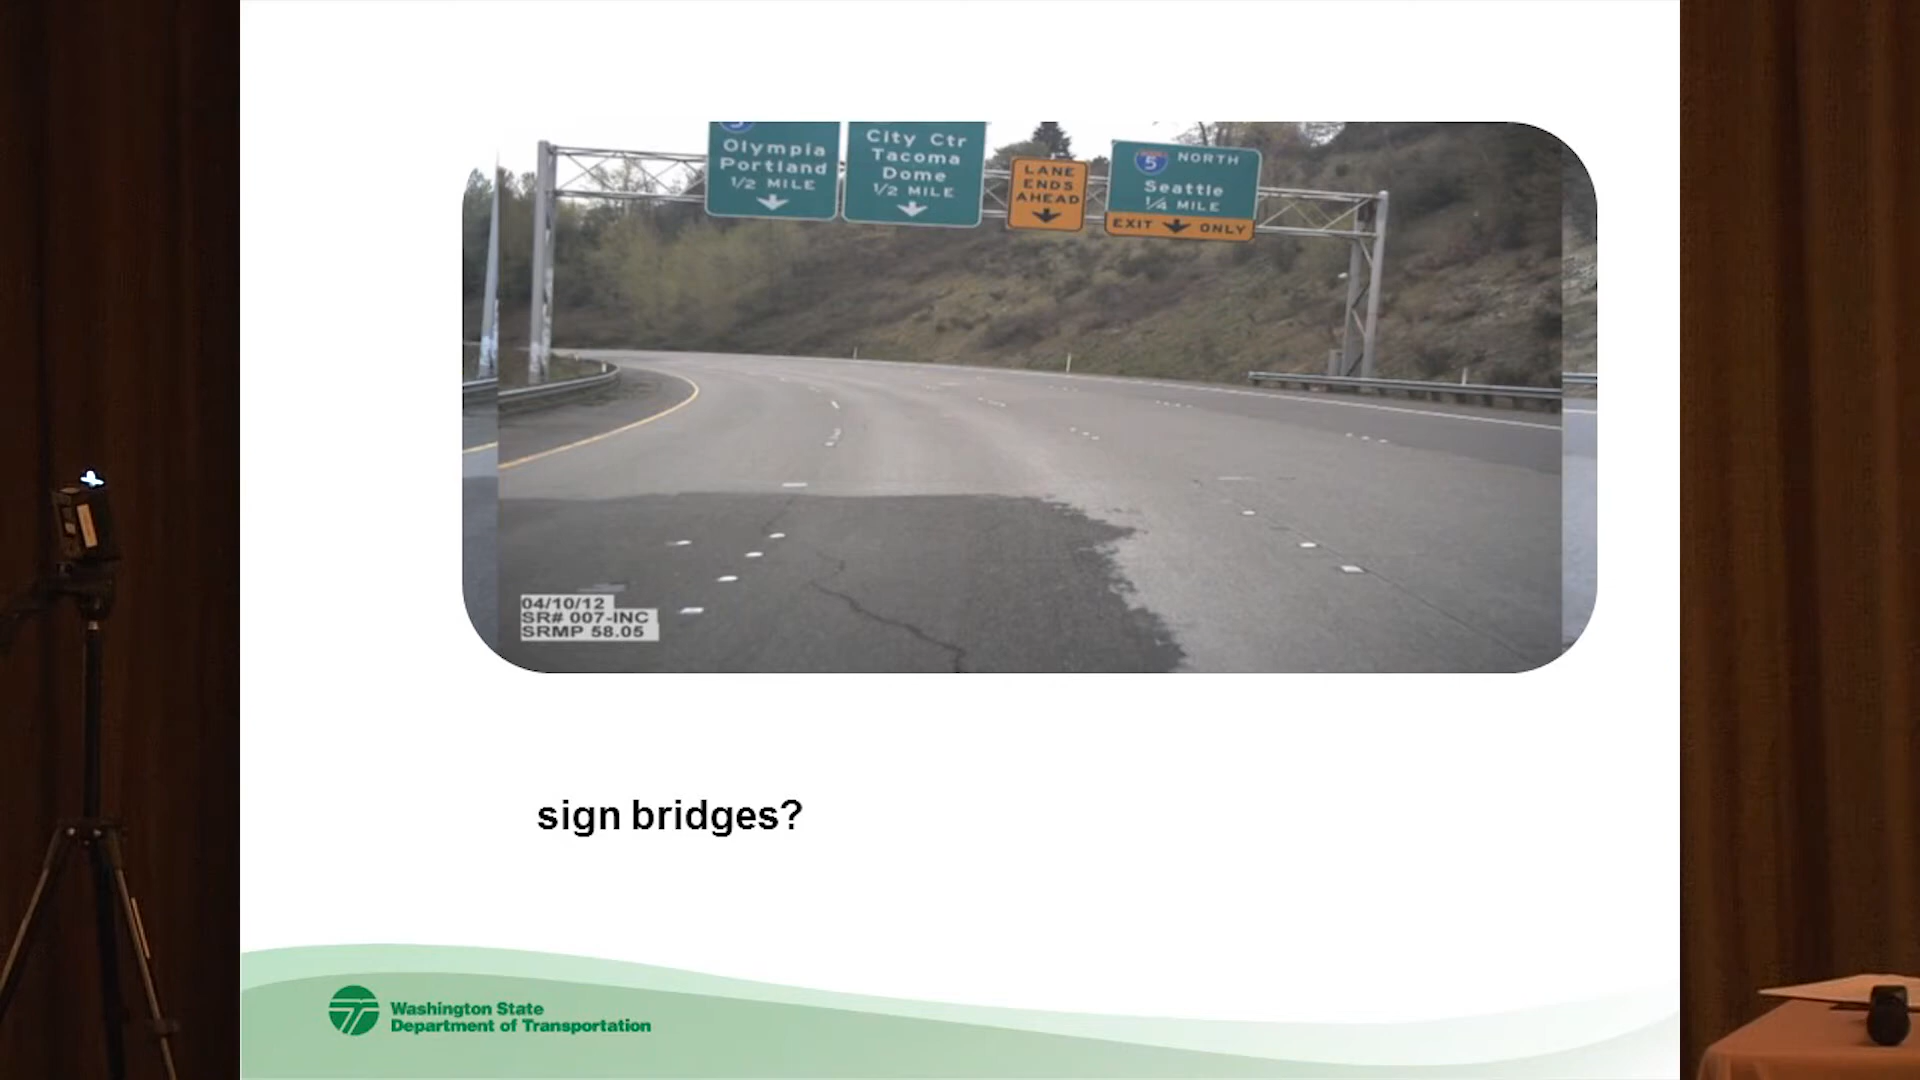 5
Olympia
Portland
1/2 MILE
City Ctr
Tacoma
Dome
1/2 MILE
LANE
ENDS
AHEAD
5 NORTH
Seattle
1/4 MILE
EXIT ONLY
04/10/12
SR# 007-INC
SRMP 58.05
sign bridges?
Washington State
Department of Transportation